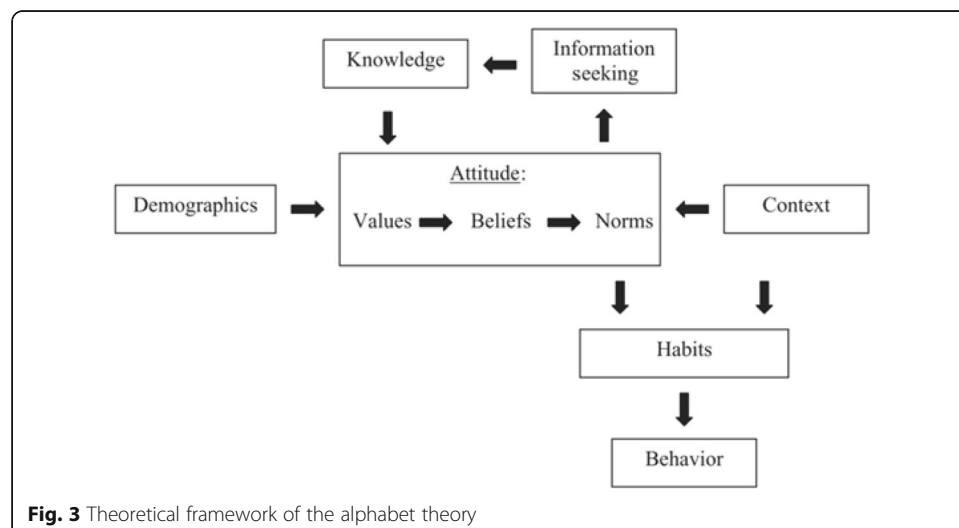 Knowledge
Information
seeking
Attitude:
Demographics
Values
Beliefs
Norms
Context
Habits
Behavior
Fig. 3 Theoretical framework of the alphabet theory